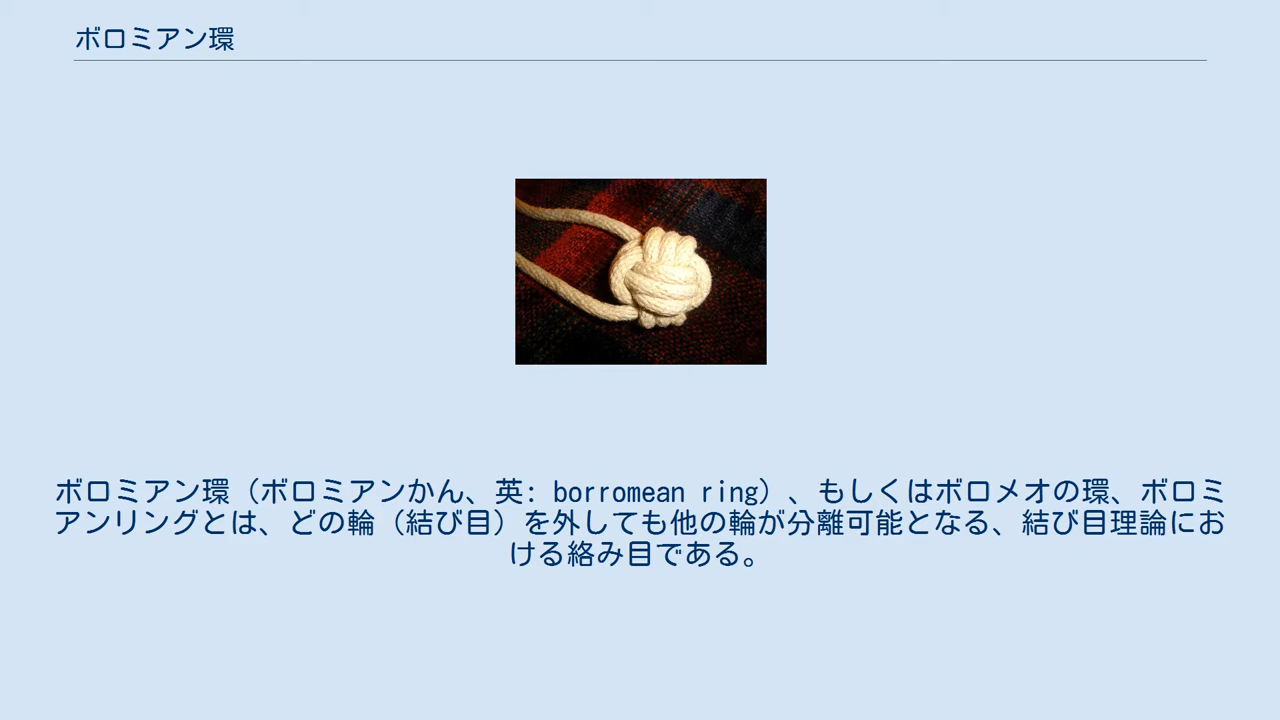 ボロミアン環
ボロミアン環（ボロミアンかん、英: borromean ring）、もしくはボロメオの環、ボロミ
アンリングとは、どの輪（結び目）を外しても他の輪が分離可能となる、結び目理論にお
ける絡み目である。